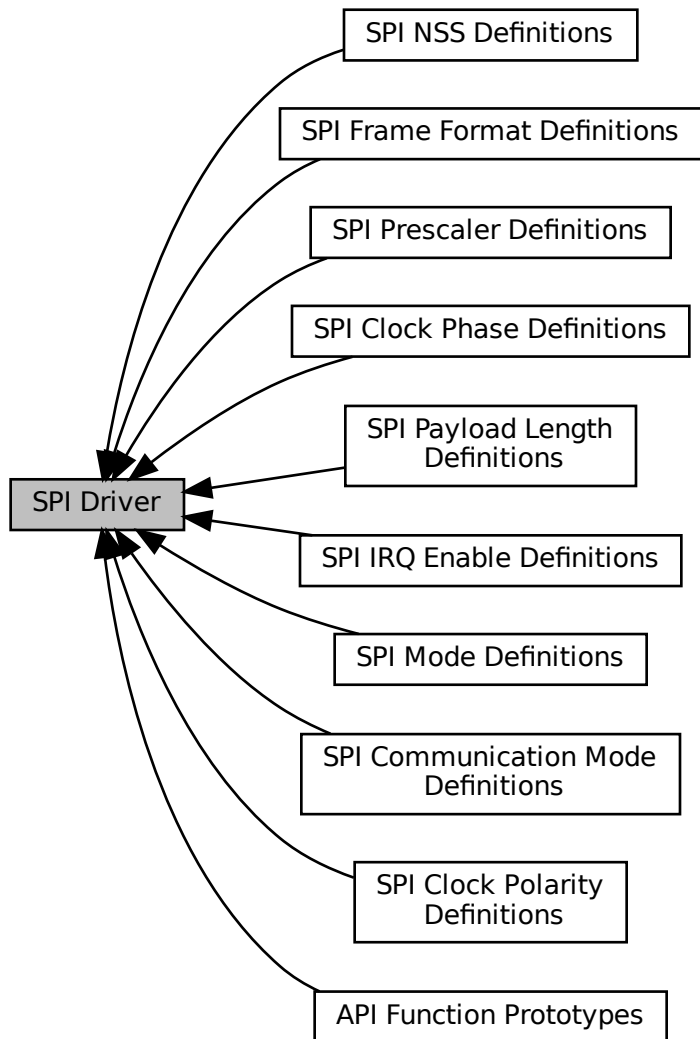 SPI NSS Definitions
SPI Frame Format Definitions
SPI Prescaler Definitions
SPI Clock Phase Definitions
SPI Payload Length
Definitions
SPI Driver
SPI IRQ Enable Definitions
SPI Mode Definitions
SPI Communication Mode
Definitions
SPI Clock Polarity
Definitions
API Function Prototypes